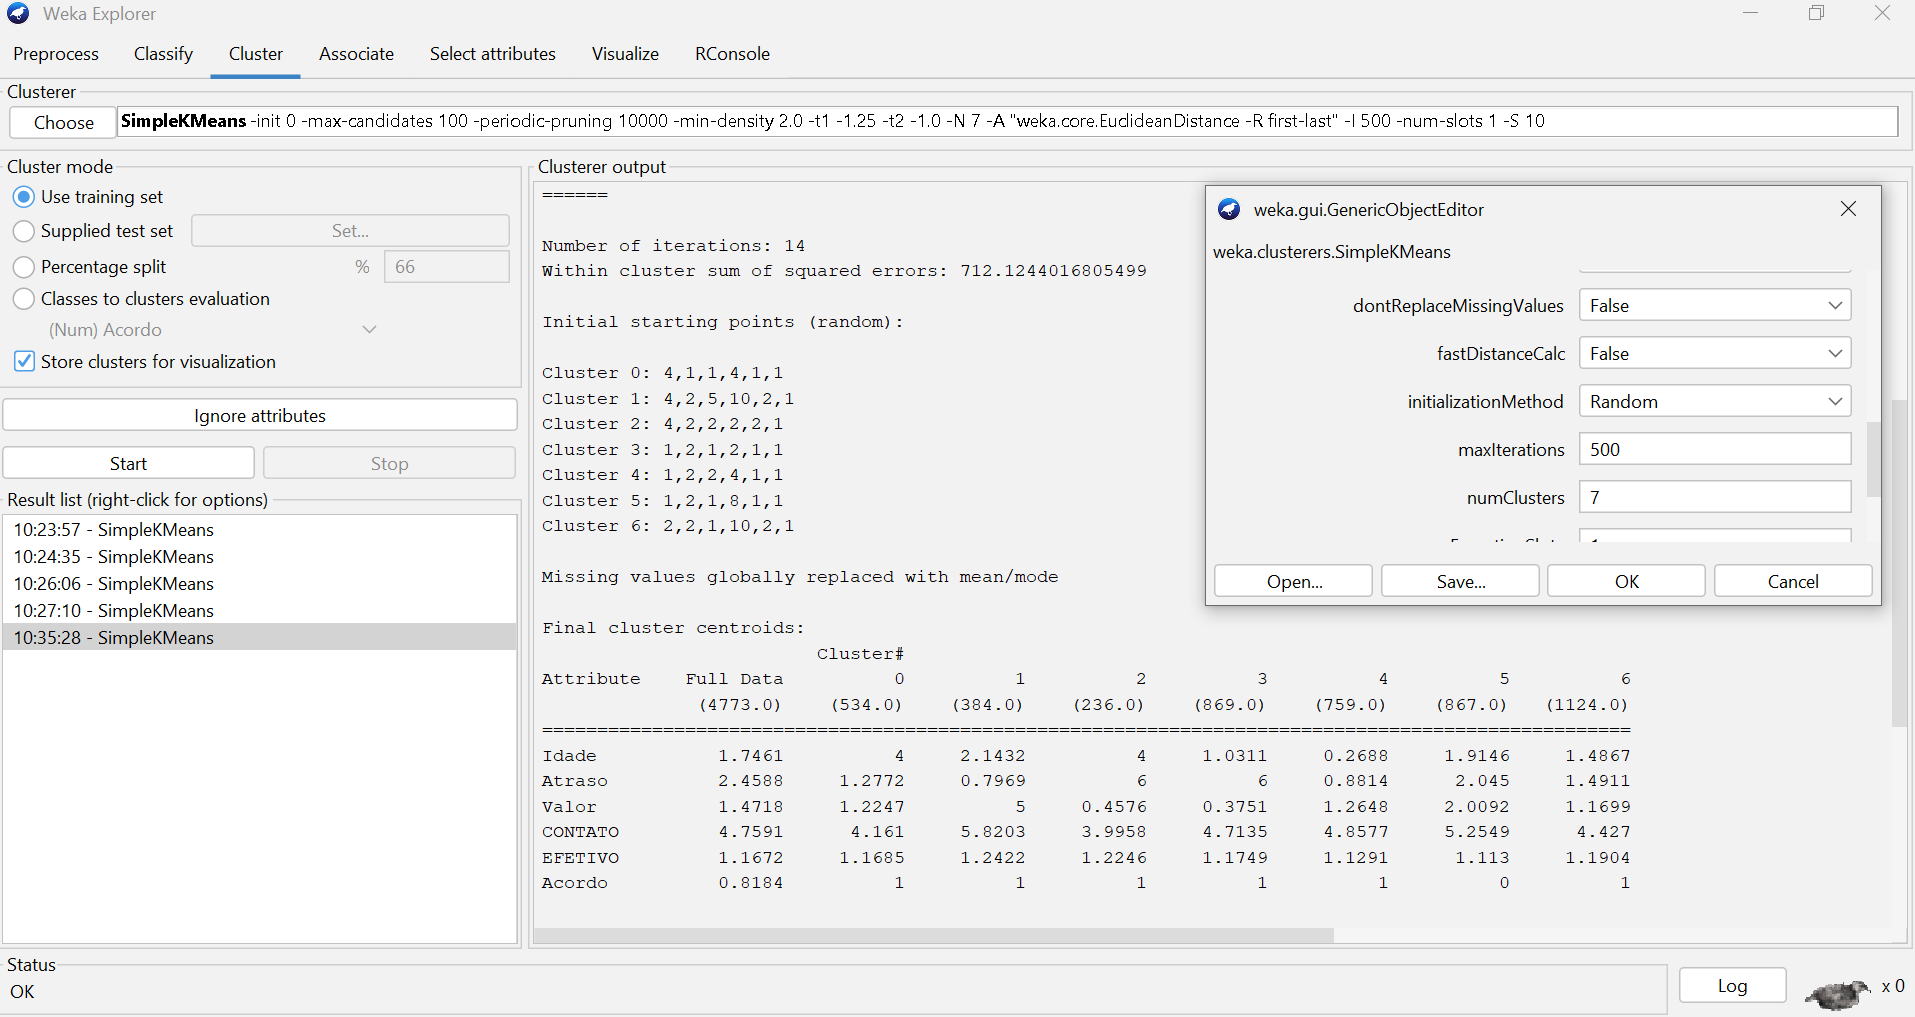 Weka Explorer
Preprocess Classify Cluster Associate Select attributes Visualize RConsole
Clusterer
Choose SimpleKMeans -init 0 -max-candidates 100 -periodic-pruning 10000 -min-density 2.0 -t1 -1.25 -t2 -1.0 -N 7 -A "weka.core.EuclideanDistance -R first-last" -I 500 -num-slots 1 -S 10
Cluster mode
Use training set
Supplied test set Set...
Percentage split % 66
Classes to clusters evaluation
(Num) Acordo
Store clusters for visualization
Ignore attributes
Start Stop
Result list (right-click for options)
10:23:57 - SimpleKMeans
10:24:35 - SimpleKMeans
10:26:06 - SimpleKMeans
10:27:10 - SimpleKMeans
10:35:28 - SimpleKMeans
Clusterer output
======
Number of iterations: 14
Within cluster sum of squared errors: 712.1244016805499
Initial starting points (random):
Cluster 0: 4,1,1,4,1,1
Cluster 1: 4,2,5,10,2,1
Cluster 2: 4,2,2,2,2,1
Cluster 3: 1,2,1,2,1,1
Cluster 4: 1,2,2,4,1,1
Cluster 5: 1,2,1,8,1,1
Cluster 6: 2,2,1,10,2,1
Missing values globally replaced with mean/mode
Final cluster centroids:
Cluster#
Attribute Full Data 0 1 2 3 4 5 6
(4773.0) (534.0) (384.0) (236.0) (869.0) (759.0) (867.0) (1124.0)
===================================================================================================
Idade 1.7461 4 2.1432 4 1.0311 0.2688 1.9146 1.4867
Atraso 2.4588 1.2772 0.7969 6 6 0.8814 2.045 1.4911
Valor 1.4718 1.2247 5 0.4576 0.3751 1.2648 2.0092 1.1699
CONTATO 4.7591 4.161 5.8203 3.9958 4.7135 4.8577 5.2549 4.427
EFETIVO 1.1672 1.1685 1.2422 1.2246 1.1749 1.1291 1.113 1.1904
Acordo 0.8184 1 1 1 1 1 0 1
weka.gui.GenericObjectEditor
weka.clusterers.SimpleKMeans
dontReplaceMissingValues False
fastDistanceCalc False
initializationMethod Random
maxIterations 500
numClusters 7
Open... Save... OK Cancel
Status
OK
Log x 0